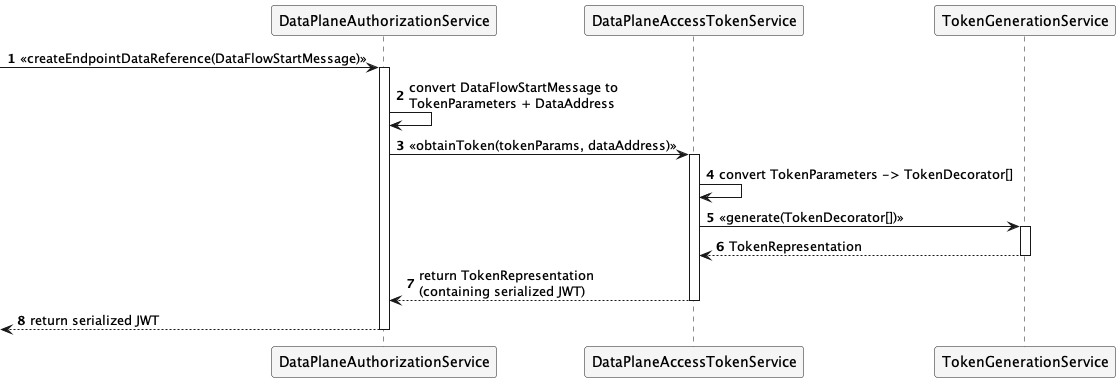 DataPlaneAuthorizationService
DataPlaneAccessTokenService
TokenGenerationService
1 «createEndpointDataReference(DataFlowStartMessage)»
2 convert DataFlowStartMessage to
TokenParameters + DataAddress
3 «obtainToken(tokenParams, dataAddress)»
4 convert TokenParameters -> TokenDecorator[]
5 «generate(TokenDecorator[])»
6 TokenRepresentation
7 return TokenRepresentation
(containing serialized JWT)
8 return serialized JWT
DataPlaneAuthorizationService
DataPlaneAccessTokenService
TokenGenerationService